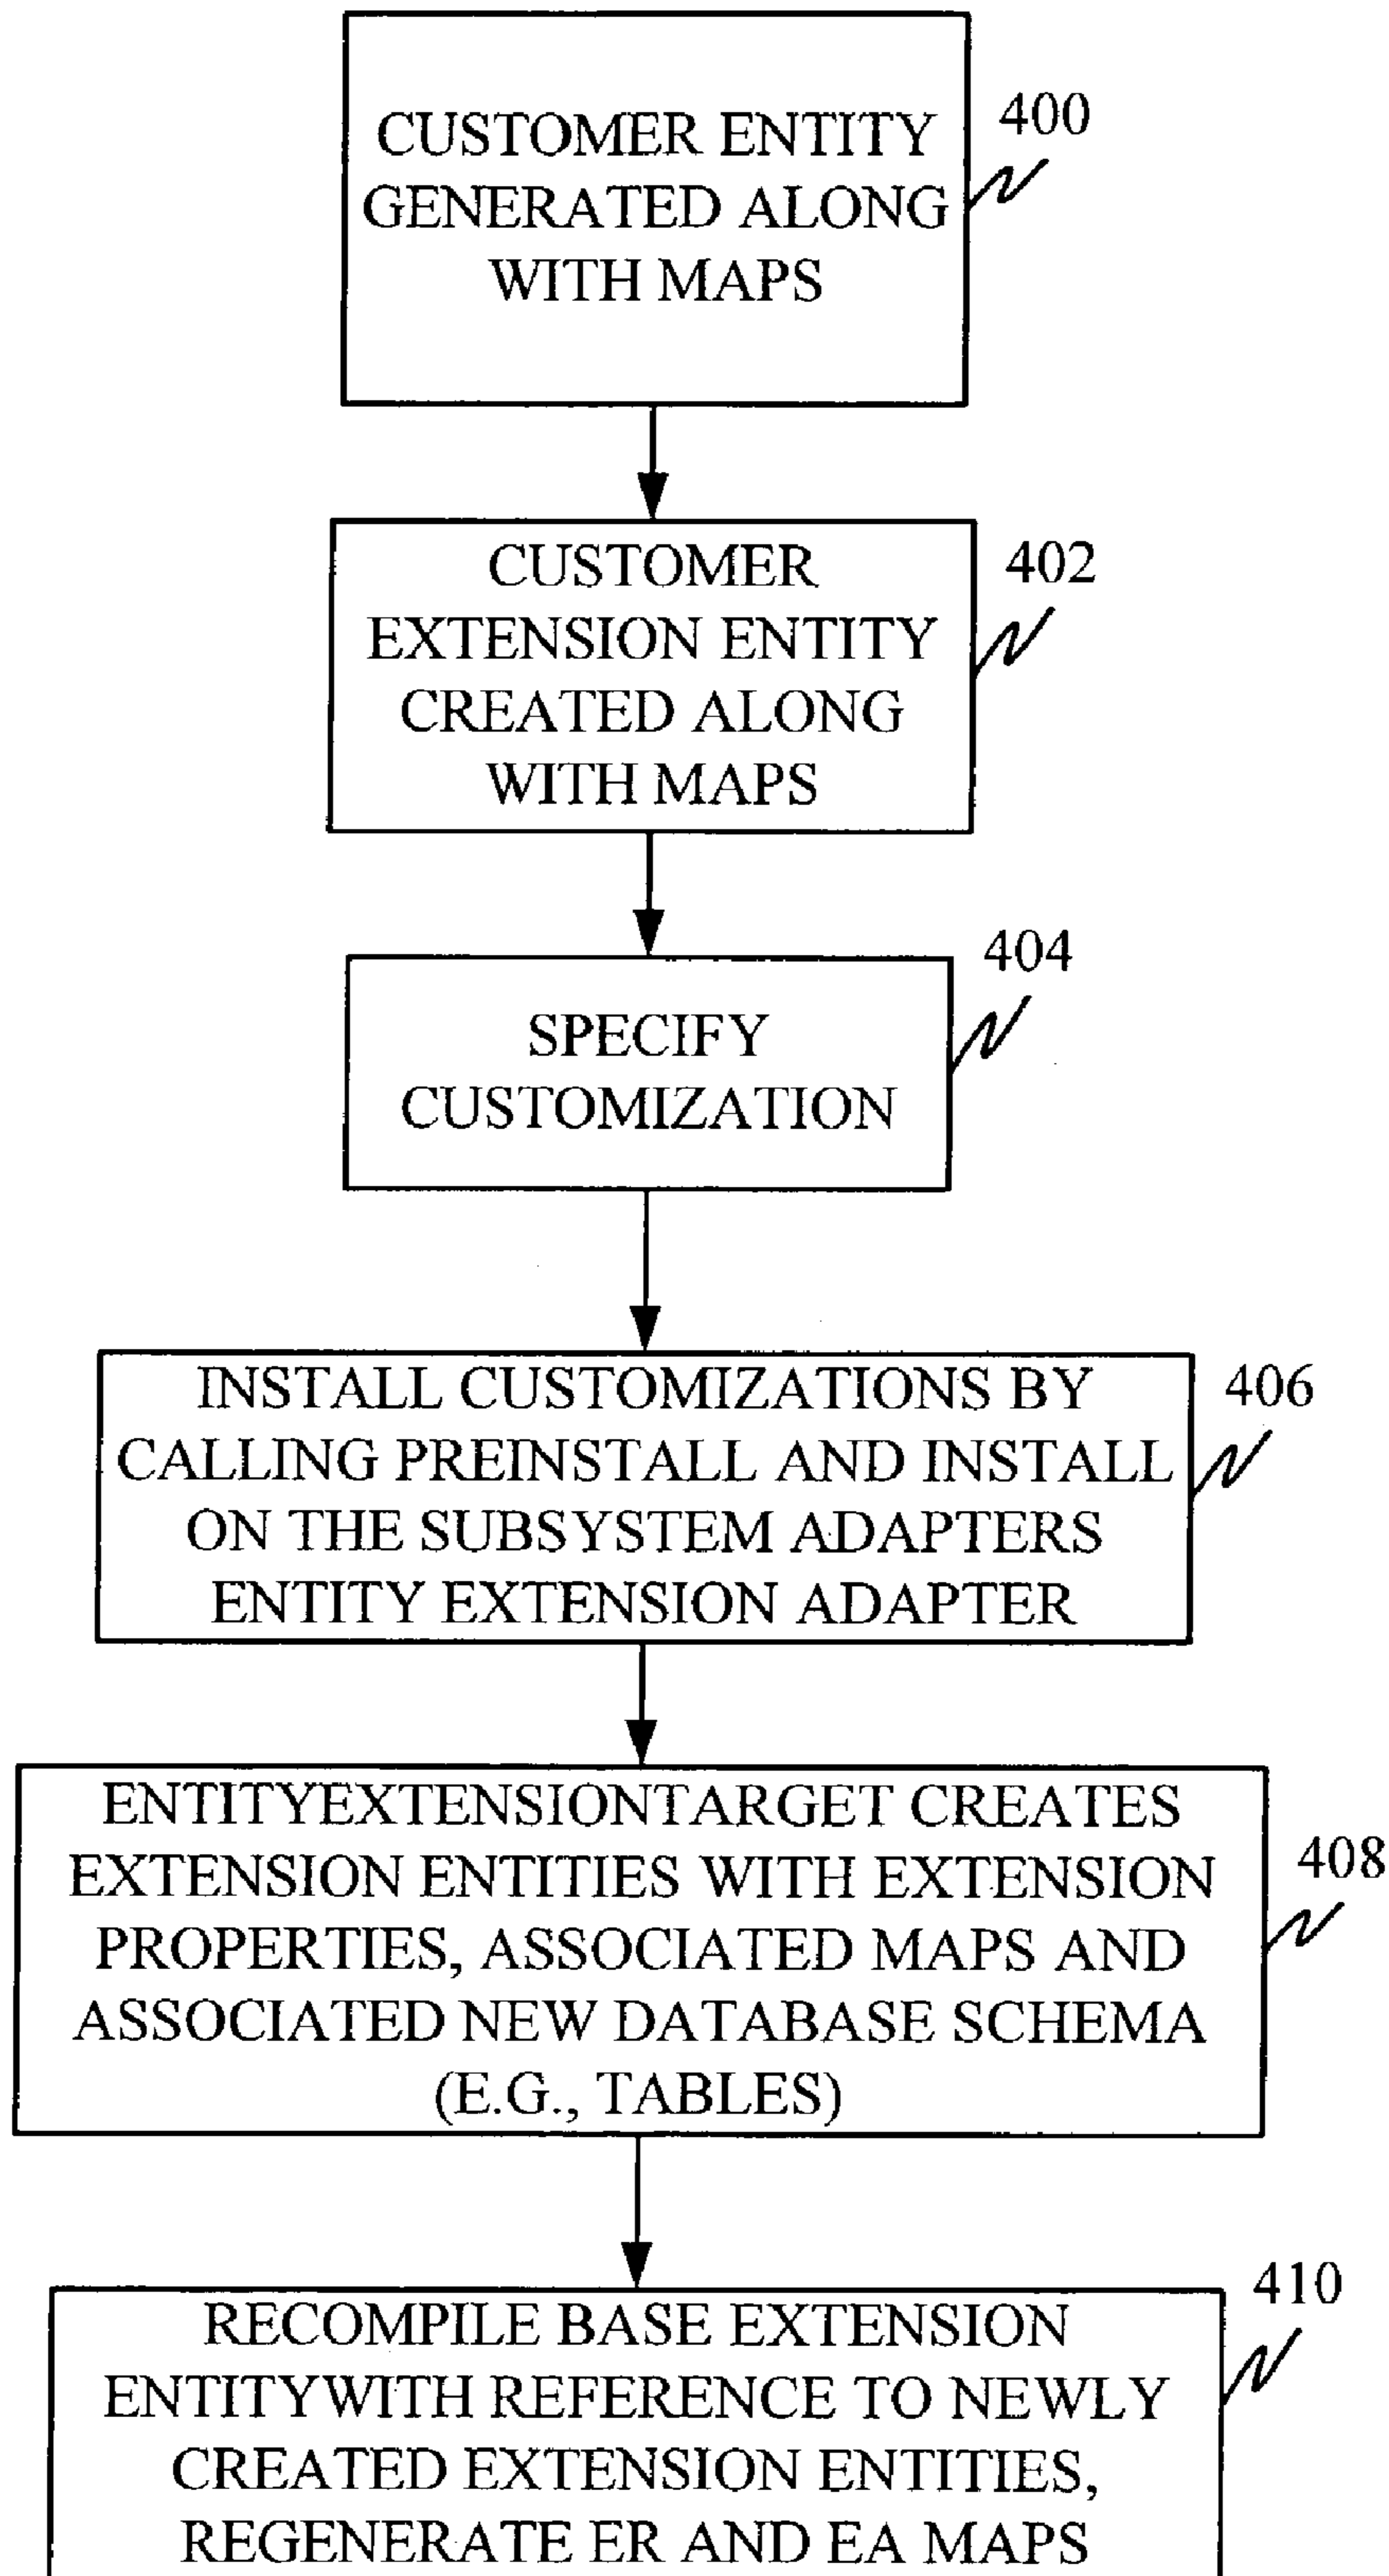 CUSTOMER ENTITY
GENERATED ALONG
WITH MAPS
400
CUSTOMER
EXTENSION ENTITY
CREATED ALONG
WITH MAPS
402
SPECIFY
CUSTOMIZATION
404
INSTALL CUSTOMIZATIONS BY
CALLING PREINSTALL AND INSTALL
ON THE SUBSYSTEM ADAPTERS
ENTITY EXTENSION ADAPTER
406
ENTITYEXTENSIONTARGET CREATES
EXTENSION ENTITIES WITH EXTENSION
PROPERTIES, ASSOCIATED MAPS AND
ASSOCIATED NEW DATABASE SCHEMA
(E.G., TABLES)
408
RECOMPILE BASE EXTENSION
ENTITYWITH REFERENCE TO NEWLY
CREATED EXTENSION ENTITIES,
REGENERATE ER AND EA MAPS
410